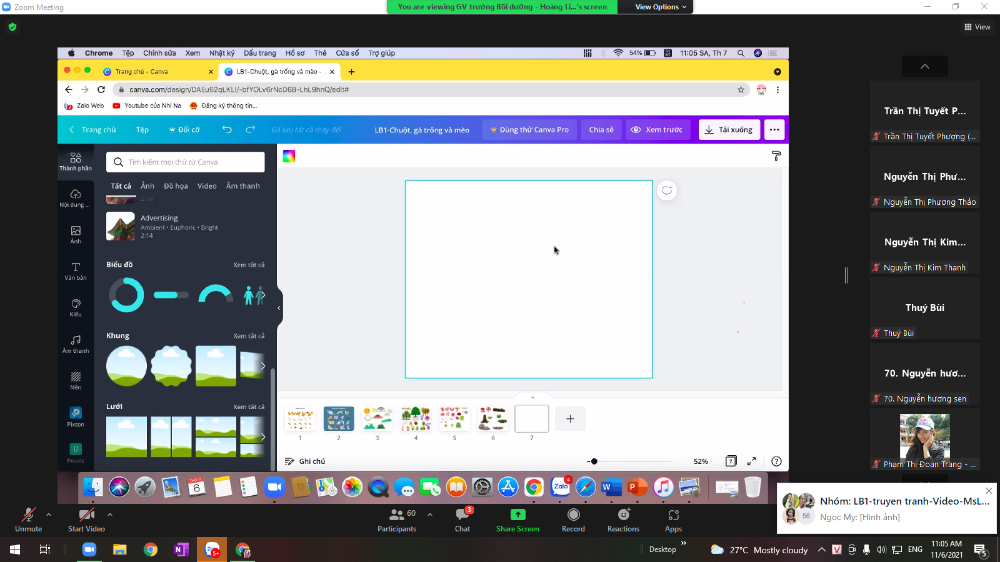 Zoom Meeting
You are viewing GV trường Bồi dưỡng - Hoàng Li...'s screen
View Options
View
Chrome Tệp Chỉnh sửa Xem Nhật ký Dấu trang Hồ sơ Thẻ Cửa sổ Trợ giúp
54%
11:05 SA, Th 7
Trang chủ - Canva
LB1-Chuột, gà trống và mèo -
canva.com/design/DAEu62qLKLI/-bfYOLv6rNcD6B-LhL9hnQ/edit#
Zalo Web
Youtube của Nhi Na
Đăng ký thông tin...
Trang chủ
Tệp
Đổi cỡ
Đã lưu tất cả thay đổi
LB1-Chuột, gà trống và mèo
Dùng thử Canva Pro
Chia sẻ
Xem trước
Tải xuống
Thành phần
Nội dung ...
Ảnh
Văn bản
Kiểu
Âm thanh
Nền
Pixton
Pexels
Tìm kiếm mọi thứ từ Canva
Tất cả Ảnh Đồ họa Video Âm thanh
2:18
Advertising
Ambient • Euphoric • Bright
2:14
Biểu đồ Xem tất cả
Khung Xem tất cả
Lưới Xem tất cả
1 2 3 4 5 6 7
Ghi chú
52%
7
THG 11
6
Zalo
4
Trần Thị Tuyết P...
Trần Thị Tuyết Phượng (...
Nguyễn Thị Phư...
Nguyễn Thị Phương Thảo
Nguyễn Thị Kim...
Nguyễn Thị Kim Thanh
Thuý Bùi
Thuý Bùi
70. Nguyễn hươ...
70. Nguyễn hương sen
Phạm Thị Đoan Trang - ...
Nhóm: LB1-truyen tranh-Video-MsL...
Ngọc My: [Hình ảnh]
56
Unmute
Start Video
60
Participants
3
Chat
Share Screen
Record
Reactions
Apps
5+
Desktop
27°C Mostly cloudy
ENG
11:05 AM
11/6/2021
5